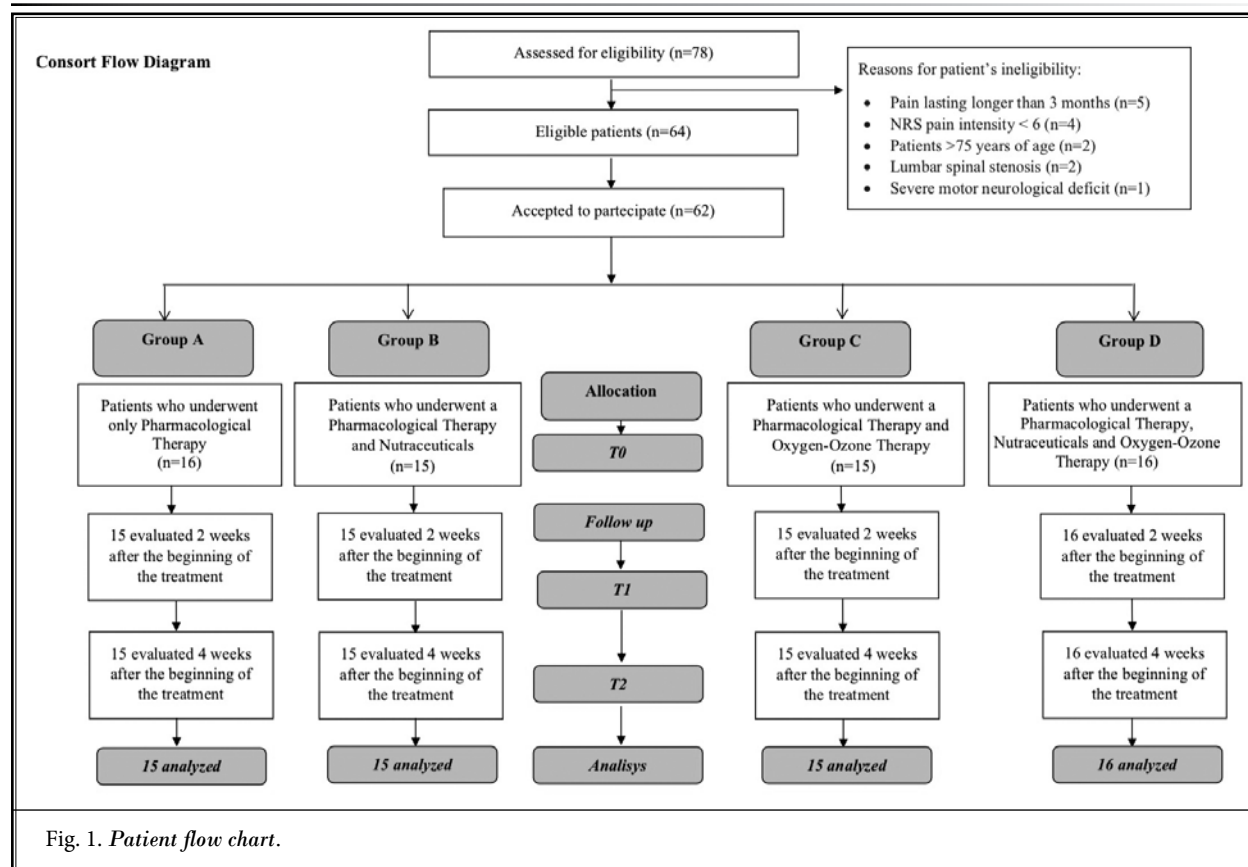 Consort Flow Diagram
Assessed for eligibility (n=78)
Reasons for patient's ineligibility:
• Pain lasting longer than 3 months (n=5)
• NRS pain intensity < 6 (n=4)
• Patients >75 years of age (n=2)
• Lumbar spinal stenosis (n=2)
• Severe motor neurological deficit (n=1)
Eligible patients (n=64)
Accepted to partecipate (n=62)
Group A
Patients who underwent
only Pharmacological
Therapy
(n=16)
15 evaluated 2 weeks
after the beginning of
the treatment
15 evaluated 4 weeks
after the beginning of
the treatment
15 analyzed
Group B
Patients who underwent a
Pharmacological Therapy
and Nutraceuticals
(n=15)
15 evaluated 2 weeks
after the beginning of
the treatment
15 evaluated 4 weeks
after the beginning of
the treatment
15 analyzed
Allocation
T0
Follow up
T1
T2
Analisys
Group C
Patients who underwent a
Pharmacological Therapy and
Oxygen-Ozone Therapy
(n=15)
15 evaluated 2 weeks
after the beginning of
the treatment
15 evaluated 4 weeks
after the beginning of
the treatment
15 analyzed
Group D
Patients who underwent a
Pharmacological Therapy,
Nutraceuticals and Oxygen-Ozone
Therapy (n=16)
16 evaluated 2 weeks
after the beginning of
the treatment
16 evaluated 4 weeks
after the beginning of
the treatment
16 analyzed
Fig. 1. Patient flow chart.